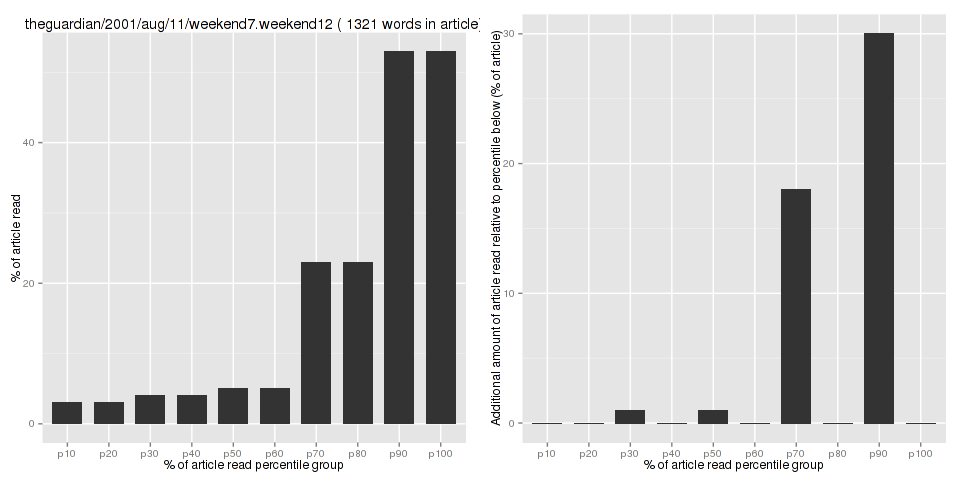 theguardian/2001/aug/11/weekend7.weekend12 ( 1321 words in article)
% of article read
40
20
0
p10 p20 p30 p40 p50 p60 p70 p80 p90 p100
% of article read percentile group
Additional amount of article read relative to percentile below (% of article)
30
20
10
0
p10 p20 p30 p40 p50 p60 p70 p80 p90 p100
% of article read percentile group